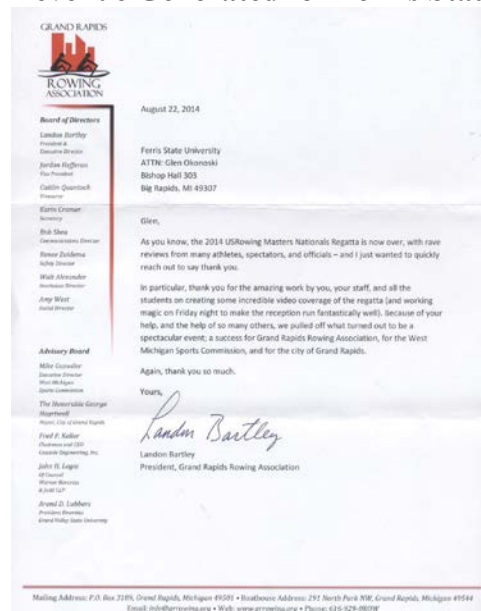 GRAND RAPIDS
ROWING
ASSOCIATION
Board of Directors
Landon Bartley
President &
Executive Director
Jordan Hofferan
Vice President
Caitlin Quartuck
Treasurer
Karin Cromar
Secretary
Bob Shea
Communications Director
Renee Zuidema
Safety Director
Walt Alexander
Boathouse Director
Amy West
Social Director
Advisory Board
Mike Guswiler
Executive Director
West Michigan
Sports Commission
The Honorable George
Heartwell
Mayor, City of Grand Rapids
Fred P. Keller
Chairman and CEO
Cascade Engineering, Inc.
John H. Logie
Of Counsel
Warner Norcross
& Judd LLP
Arend D. Lubbers
President Emeritus
Grand Valley State University
August 22, 2014
Ferris State University
ATTN: Glen Okonoski
Bishop Hall 303
Big Rapids, MI 49307
Glen,
As you know, the 2014 USRowing Masters Nationals Regatta is now over, with rave
reviews from many athletes, spectators, and officials – and I just wanted to quickly
reach out to say thank you.
In particular, thank you for the amazing work by you, your staff, and all the
students on creating some incredible video coverage of the regatta (and working
magic on Friday night to make the reception run fantastically well). Because of your
help, and the help of so many others, we pulled off what turned out to be a
spectacular event; a success for Grand Rapids Rowing Association, for the West
Michigan Sports Commission, and for the city of Grand Rapids.
Again, thank you so much.
Yours,
Landon Bartley
Landon Bartley
President, Grand Rapids Rowing Association
Mailing Address: P.O. Box 3189, Grand Rapids, Michigan 49501 • Boathouse Address: 291 North Park NW, Grand Rapids, Michigan 49544
Email: info@grrowing.org • Web: www.grrowing.org • Phone: 616-929-0ROW